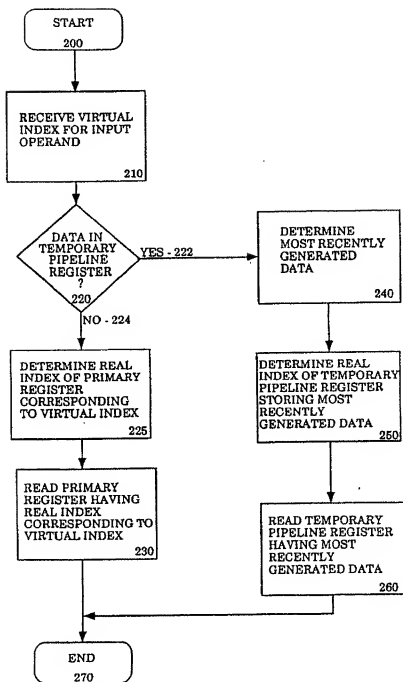 START
200
RECEIVE VIRTUAL
INDEX FOR INPUT
OPERAND
210
DATA IN
TEMPORARY
PIPELINE
REGISTER
?
220
YES - 222
NO - 224
DETERMINE
MOST RECENTLY
GENERATED
DATA
240
DETERMINE REAL
INDEX OF PRIMARY
REGISTER
CORRESPONDING
TO VIRTUAL INDEX
225
DETERMINE REAL
INDEX OF TEMPORARY
PIPELINE REGISTER
STORING MOST
RECENTLY
GENERATED DATA
250
READ PRIMARY
REGISTER HAVING
REAL INDEX
CORRESPONDING TO
VIRTUAL INDEX
230
READ TEMPORARY
PIPELINE REGISTER
HAVING MOST
RECENTLY
GENERATED DATA
260
END
270